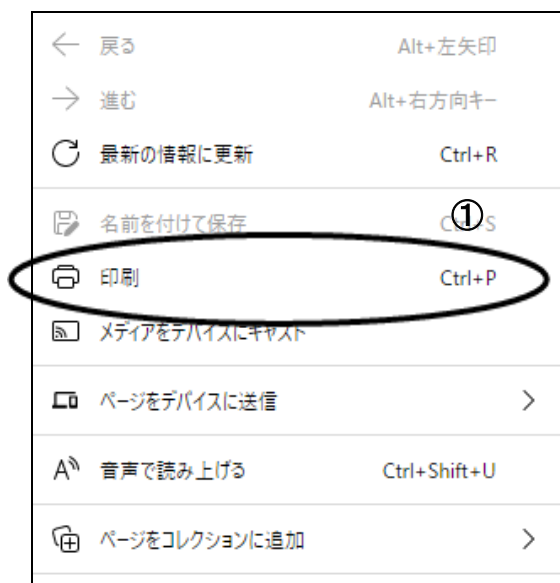 戻る Alt+左矢印
進む Alt+右方向キー
最新の情報に更新 Ctrl+R
①
名前を付けて保存 Ctrl+S
印刷 Ctrl+P
メディアをデバイスにキャスト
ページをデバイスに送信
音声で読み上げる Ctrl+Shift+U
ページをコレクションに追加